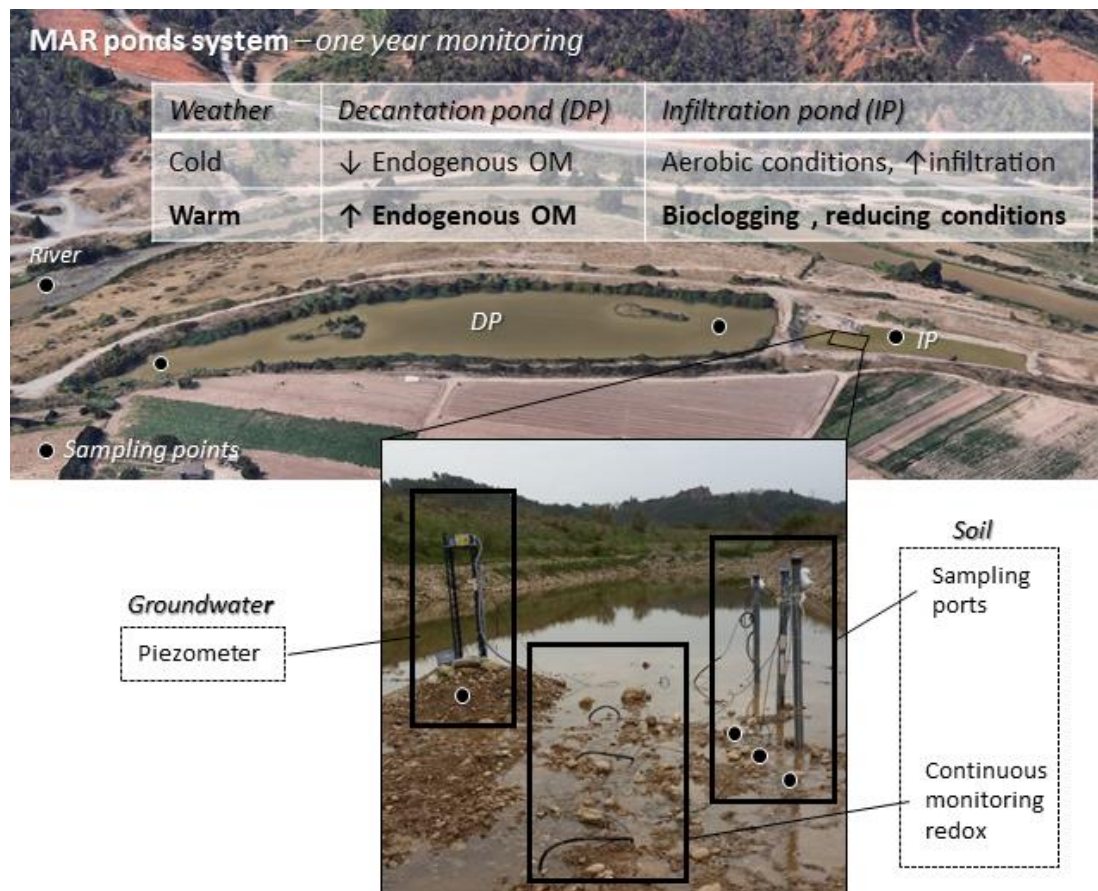 MAR ponds system – one year monitoring
Weather Decantation pond (DP) Infiltration pond (IP)
Cold ↓ Endogenous OM Aerobic conditions, ↑infiltration
Warm ↑ Endogenous OM Bioclogging , reducing conditions
River
DP
IP
Sampling points
Soil
Sampling
ports
Groundwater
Piezometer
Continuous
monitoring
redox